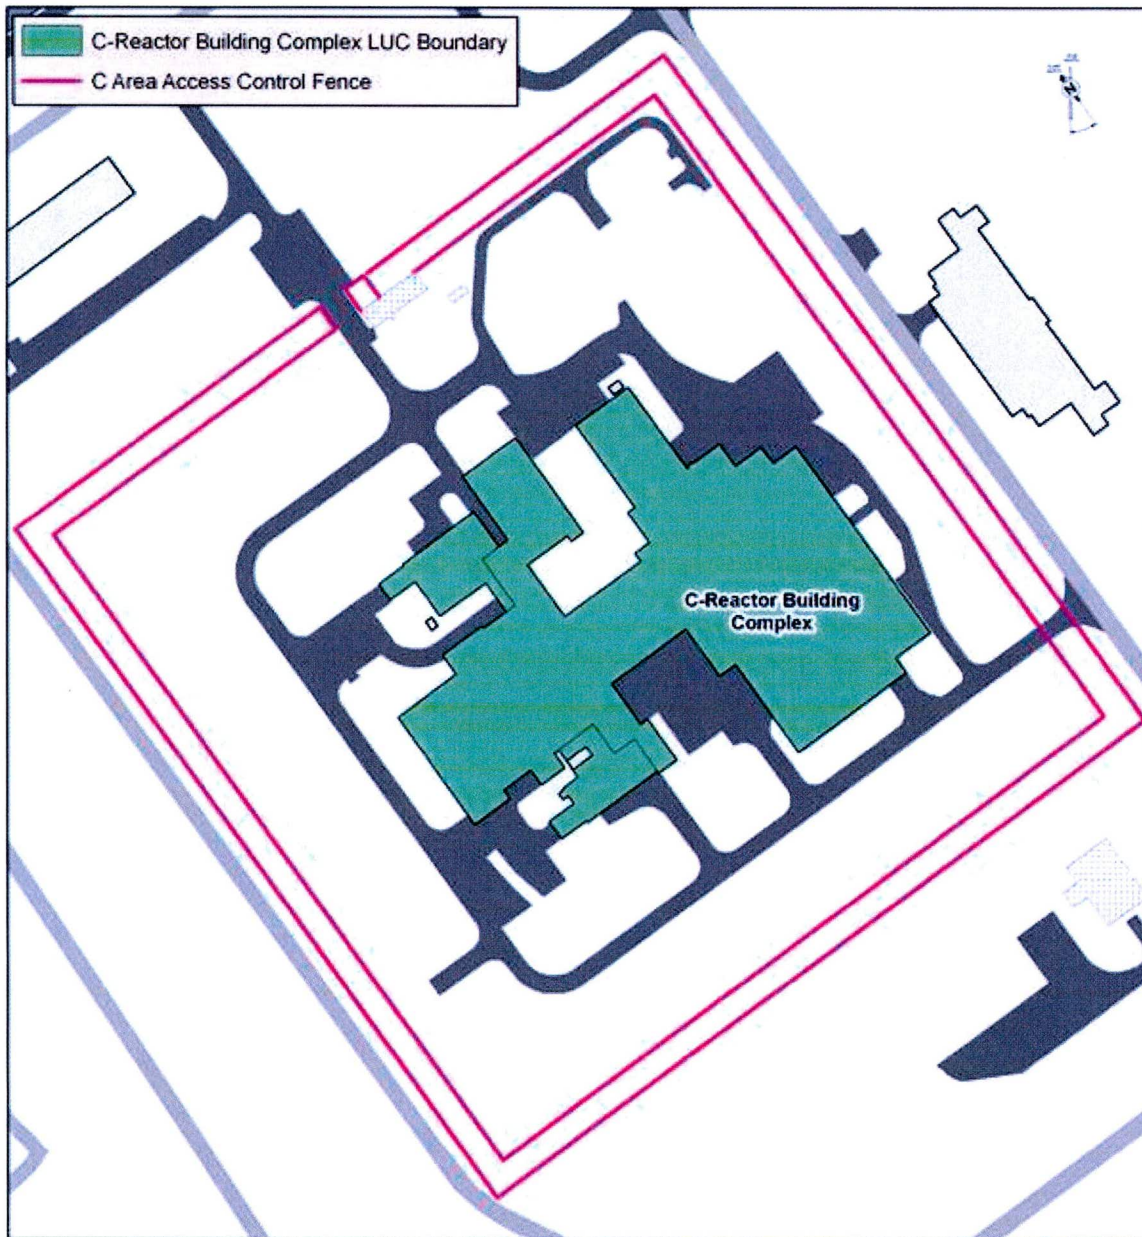 C-Reactor Building Complex LUC Boundary
C Area Access Control Fence
C-Reactor Building
Complex